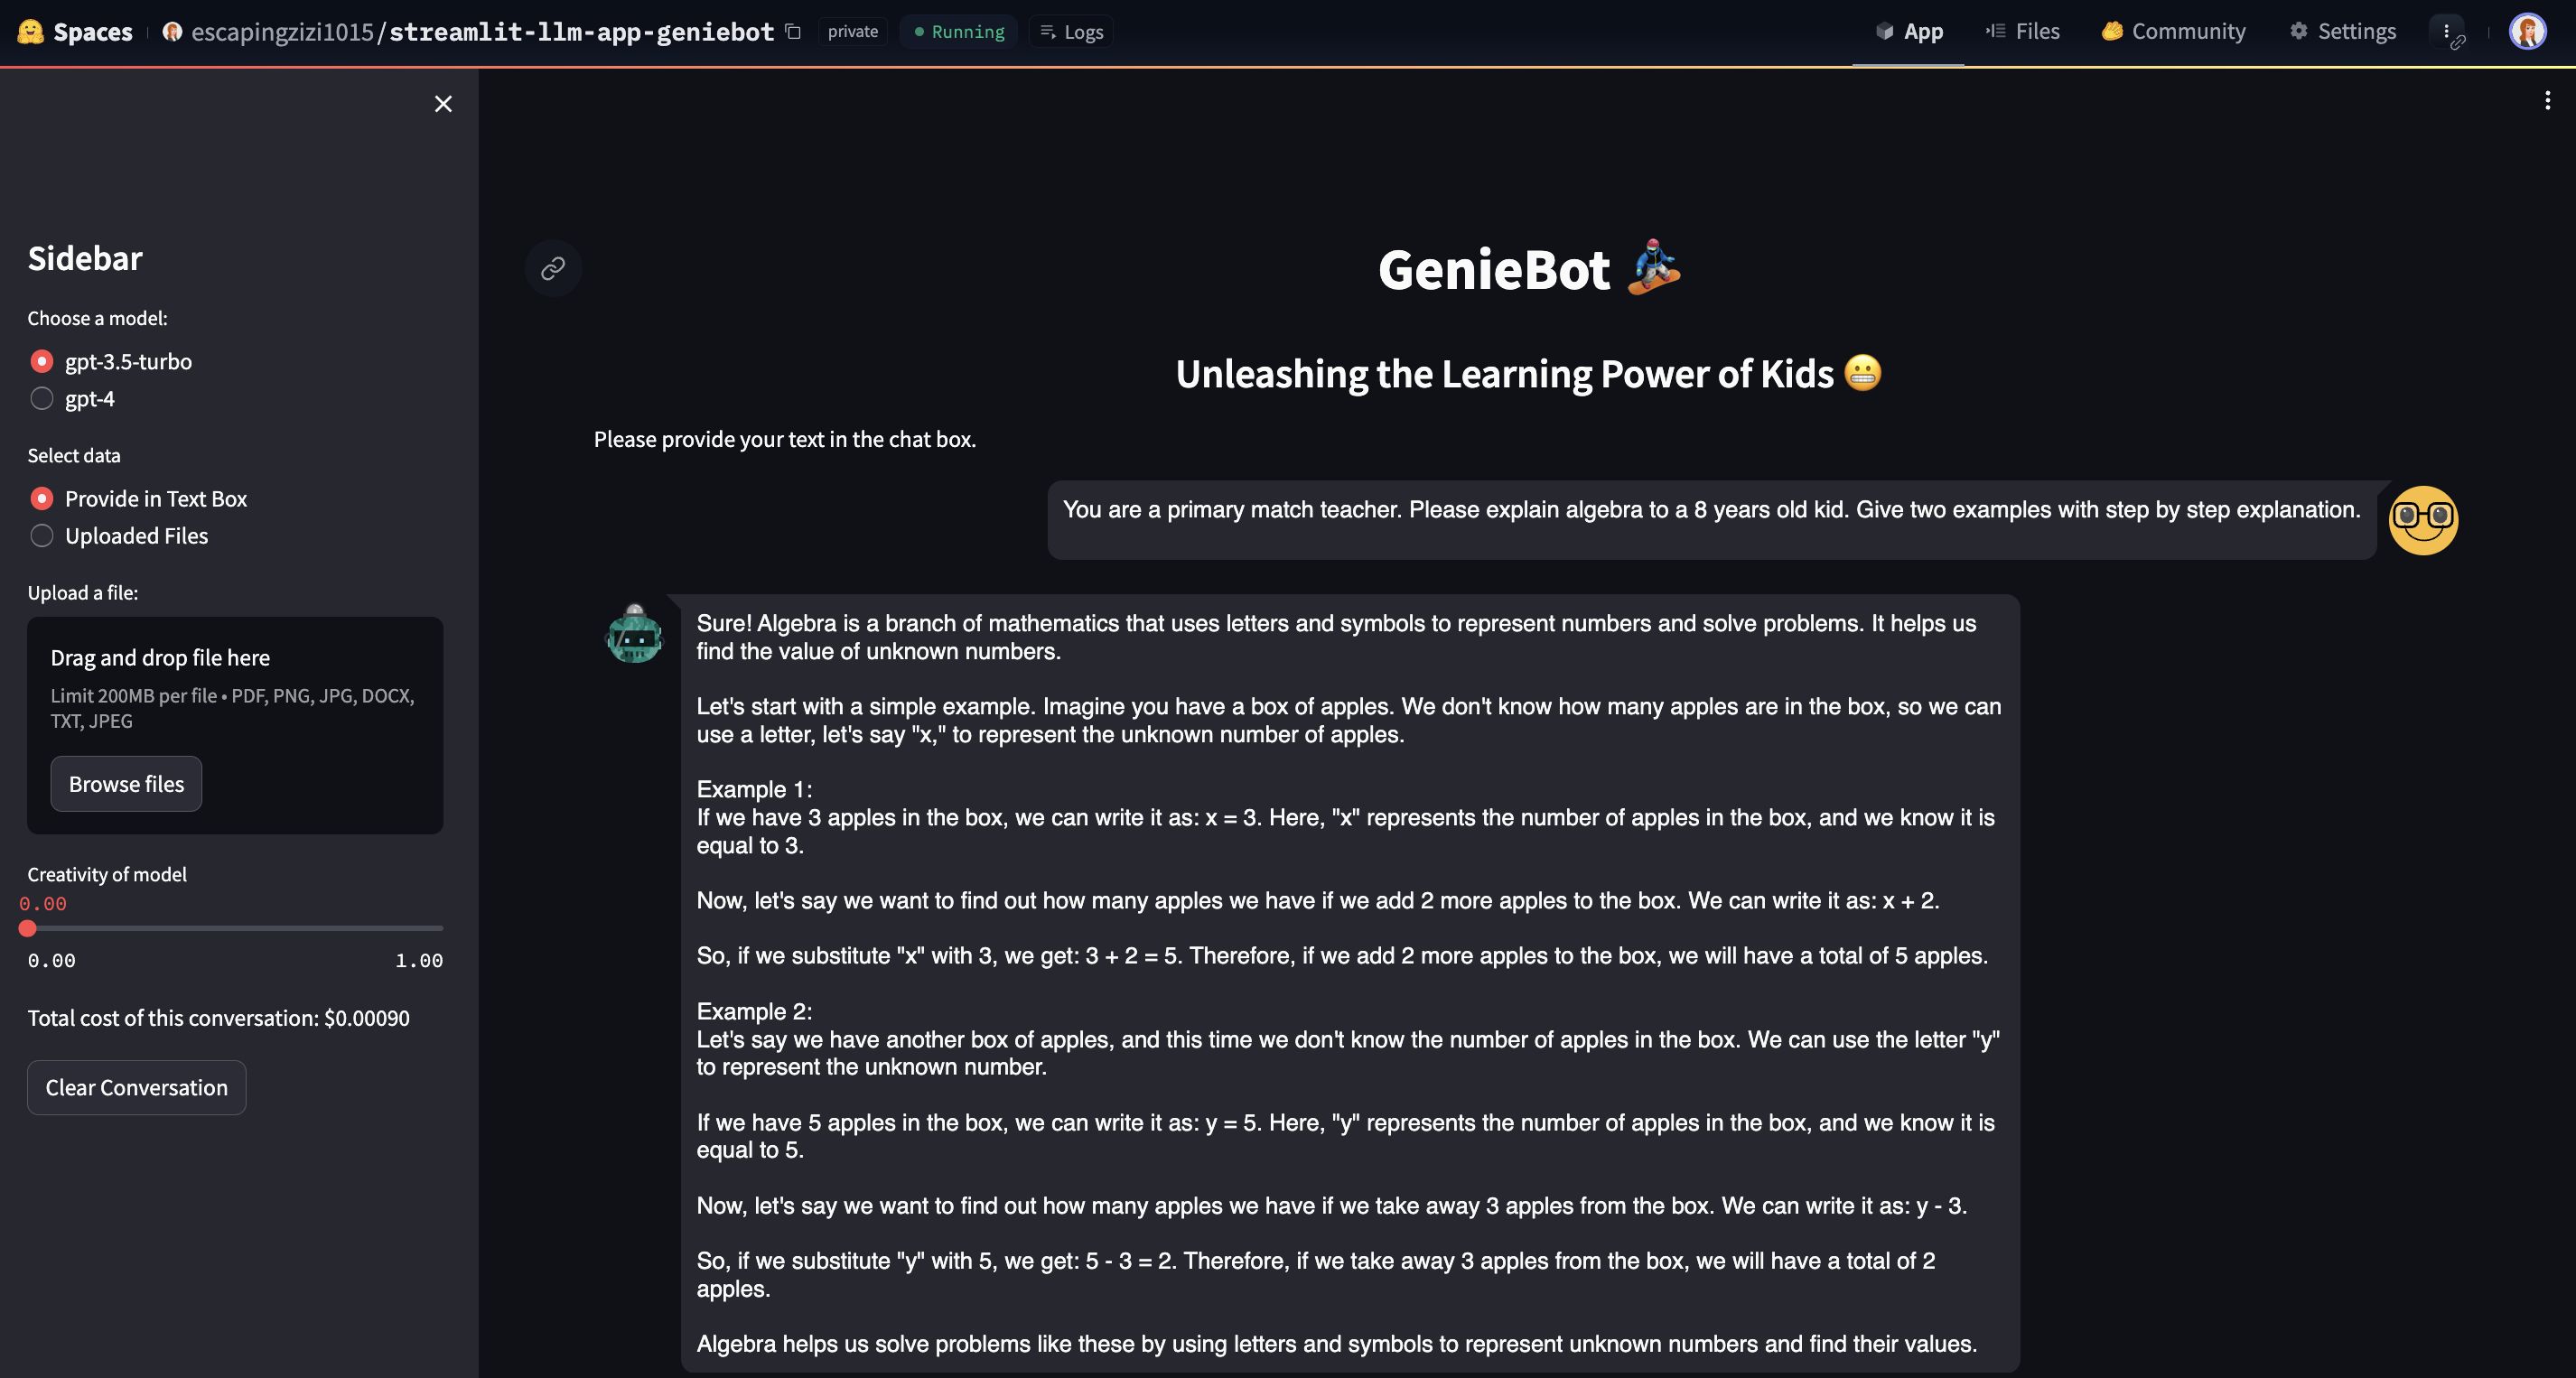 Spaces
escapingzizi1015/streamlit-llm-app-geniebot
private
Running
Logs
App
Files
Community
Settings
Sidebar
Choose a model:
gpt-3.5-turbo
gpt-4
Select data
Provide in Text Box
Uploaded Files
Upload a file:
Drag and drop file here
Limit 200MB per file • PDF, PNG, JPG, DOCX,
TXT, JPEG
Browse files
Creativity of model
0.00
0.00
1.00
Total cost of this conversation: $0.00090
Clear Conversation
GenieBot
Unleashing the Learning Power of Kids
Please provide your text in the chat box.
You are a primary match teacher. Please explain algebra to a 8 years old kid. Give two examples with step by step explanation.
Sure! Algebra is a branch of mathematics that uses letters and symbols to represent numbers and solve problems. It helps us
find the value of unknown numbers.
Let's start with a simple example. Imagine you have a box of apples. We don't know how many apples are in the box, so we can
use a letter, let's say "x," to represent the unknown number of apples.
Example 1:
If we have 3 apples in the box, we can write it as: x = 3. Here, "x" represents the number of apples in the box, and we know it is
equal to 3.
Now, let's say we want to find out how many apples we have if we add 2 more apples to the box. We can write it as: x + 2.
So, if we substitute "x" with 3, we get: 3 + 2 = 5. Therefore, if we add 2 more apples to the box, we will have a total of 5 apples.
Example 2:
Let's say we have another box of apples, and this time we don't know the number of apples in the box. We can use the letter "y"
to represent the unknown number.
If we have 5 apples in the box, we can write it as: y = 5. Here, "y" represents the number of apples in the box, and we know it is
equal to 5.
Now, let's say we want to find out how many apples we have if we take away 3 apples from the box. We can write it as: y - 3.
So, if we substitute "y" with 5, we get: 5 - 3 = 2. Therefore, if we take away 3 apples from the box, we will have a total of 2
apples.
Algebra helps us solve problems like these by using letters and symbols to represent unknown numbers and find their values.